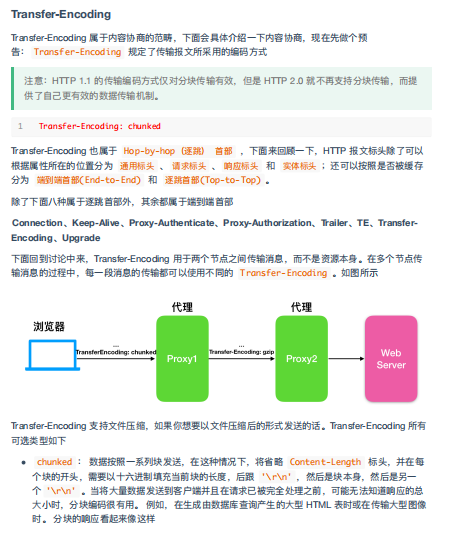 Transfer-Encoding
Transfer-Encoding 属于内容协商的范畴，下面会具体介绍一下内容协商，现在先做个预
告： Transfer-Encoding 规定了传输报文所采用的编码方式
注意：HTTP 1.1 的传输编码方式仅对分块传输有效，但是 HTTP 2.0 就不再支持分块传输，而提
供了自己更有效的数据传输机制。
1 Transfer-Encoding: chunked
Transfer-Encoding 也属于 Hop-by-hop（逐跳） 首部 ，下面来回顾一下，HTTP 报文标头除了可以
根据属性所在的位置分为 通用标头 、 请求标头 、 响应标头 和 实体标头；还可以按照是否被缓存
分为 端到端首部(End-to-End) 和 逐跳首部(Top-to-Top) 。
除了下面八种属于逐跳首部外，其余都属于端到端首部
Connection、Keep-Alive、Proxy-Authenticate、Proxy-Authorization、Trailer、TE、Transfer-
Encoding、Upgrade
下面回到讨论中来，Transfer-Encoding 用于两个节点之间传输消息，而不是资源本身。在多个节点传
输消息的过程中，每一段消息的传输都可以使用不同的 Transfer-Encoding 。如图所示
代理 代理
浏览器
... ...
TransferEncoding: chunked Transfer-Encoding: gzip
Proxy1 Proxy2 Web
Server
Transfer-Encoding 支持文件压缩，如果你想要以文件压缩后的形式发送的话。Transfer-Encoding 所有
可选类型如下
• chunked ：数据按照一系列块发送，在这种情况下，将省略 Content-Length 标头，并在每
个块的开头，需要以十六进制填充当前块的长度，后跟 '\r\n' ，然后是块本身，然后是另一
个 '\r\n' 。当将大量数据发送到客户端并且在请求已被完全处理之前，可能无法知道响应的总
大小时，分块编码很有用。 例如，在生成由数据库查询产生的大型 HTML 表时或在传输大型图像
时。 分块的响应看起来像这样